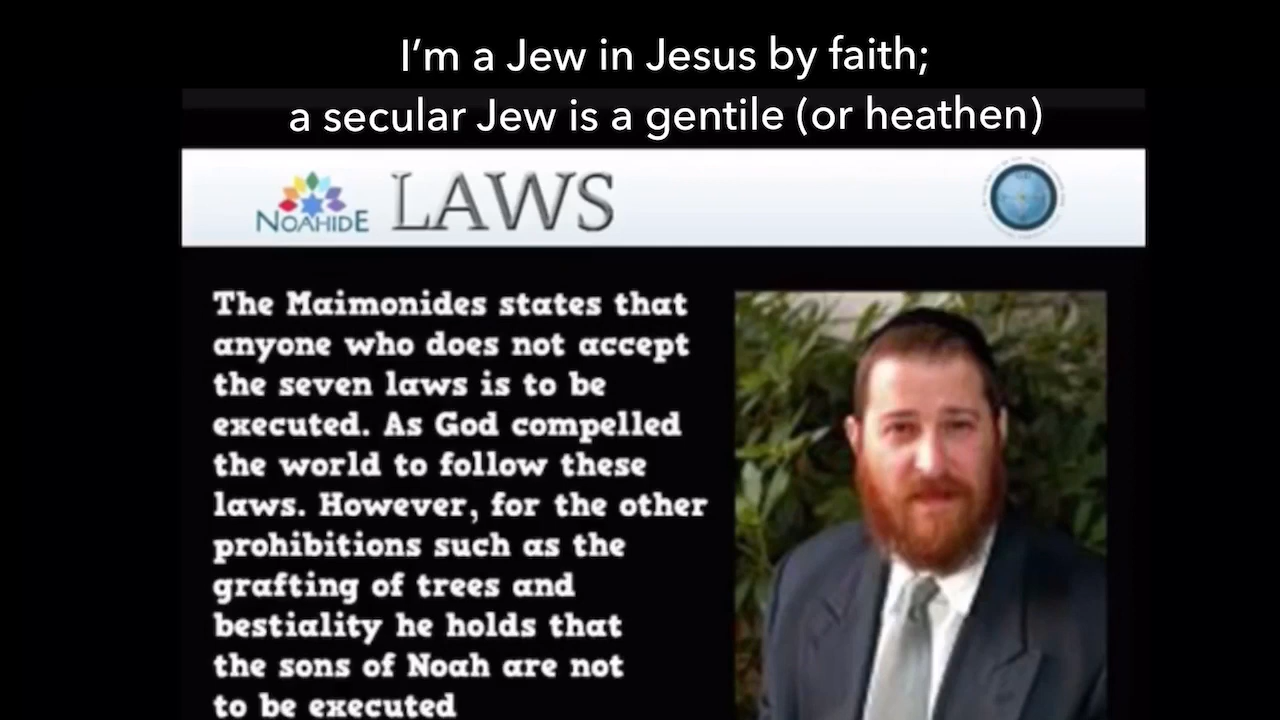 I'm a Jew in Jesus by faith;
a secular Jew is a gentile (or heathen)
NOAHIDE LAWS
The Maimonides states that
anyone who does not accept
the seven laws is to be
executed. As God compelled
the world to follow these
laws. However, for the other
prohibitions such as the
grafting of trees and
bestiality he holds that
the sons of Noah are not
to be executed